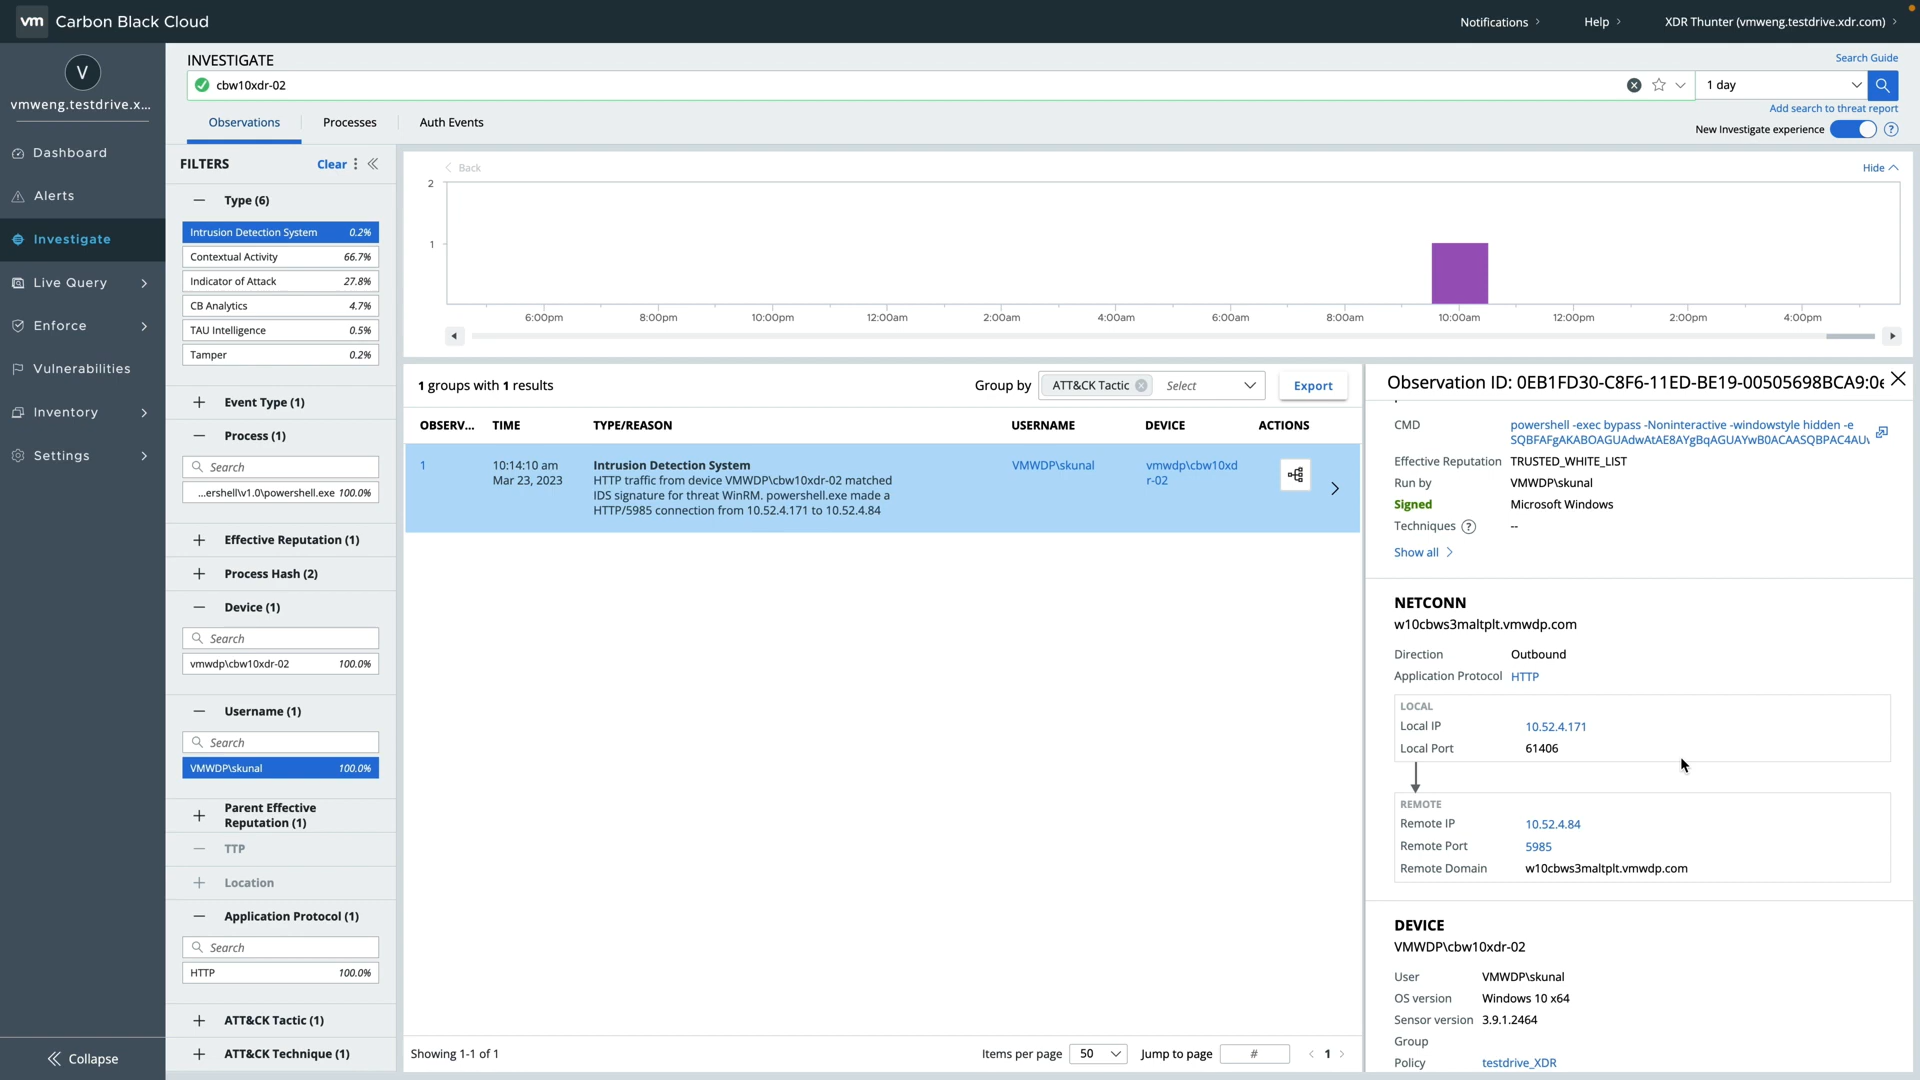 vm Carbon Black Cloud
Notifications
Help
XDR Thunter (vmweng.testdrive.xdr.com)
V
vmweng.testdrive.x...
Dashboard
Alerts
Investigate
Live Query
Enforce
Vulnerabilities
Inventory
Settings
Collapse
INVESTIGATE
Search Guide
cbw10xdr-02
1 day
Add search to threat report
Observations
Processes
Auth Events
New Investigate experience ?
FILTERS
Clear
Type (6)
Intrusion Detection System 0.2%
Contextual Activity 66.7%
Indicator of Attack 27.8%
CB Analytics 4.7%
TAU Intelligence 0.5%
Tamper 0.2%
Event Type (1)
Process (1)
Search
...ershell\v1.0\powershell.exe 100.0%
Effective Reputation (1)
Process Hash (2)
Device (1)
Search
vmwdp\cbw10xdr-02 100.0%
Username (1)
Search
VMWDP\skunal 100.0%
Parent Effective
Reputation (1)
TTP
Location
Application Protocol (1)
Search
HTTP 100.0%
ATT&CK Tactic (1)
ATT&CK Technique (1)
Back
Hide
2
1
6:00pm 8:00pm 10:00pm 12:00am 2:00am 4:00am 6:00am 8:00am 10:00am 12:00pm 2:00pm 4:00pm
1 groups with 1 results
Group by
ATT&CK Tactic
Select
Export
OBSERV... TIME TYPE/REASON USERNAME DEVICE ACTIONS
1
10:14:10 am
Mar 23, 2023
Intrusion Detection System
HTTP traffic from device VMWDP\cbw10xdr-02 matched
IDS signature for threat WinRM. powershell.exe made a
HTTP/5985 connection from 10.52.4.171 to 10.52.4.84
VMWDP\skunal
vmwdp\cbw10xd
r-02
Showing 1-1 of 1
Items per page
50
Jump to page
#
1
Observation ID: 0EB1FD30-C8F6-11ED-BE19-00505698BCA9:0
CMD
powershell -exec bypass -Noninteractive -windowstyle hidden -e
Effective Reputation TRUSTED_WHITE_LIST
Run by VMWDP\skunal
Signed Microsoft Windows
Techniques ? --
Show all
NETCONN
w10cbws3maltplt.vmwdp.com
Direction Outbound
Application Protocol HTTP
LOCAL
Local IP 10.52.4.171
Local Port 61406
REMOTE
Remote IP 10.52.4.84
Remote Port 5985
Remote Domain w10cbws3maltplt.vmwdp.com
DEVICE
VMWDP\cbw10xdr-02
User VMWDP\skunal
OS version Windows 10 x64
Sensor version 3.9.1.2464
Group
Policy testdrive_XDR